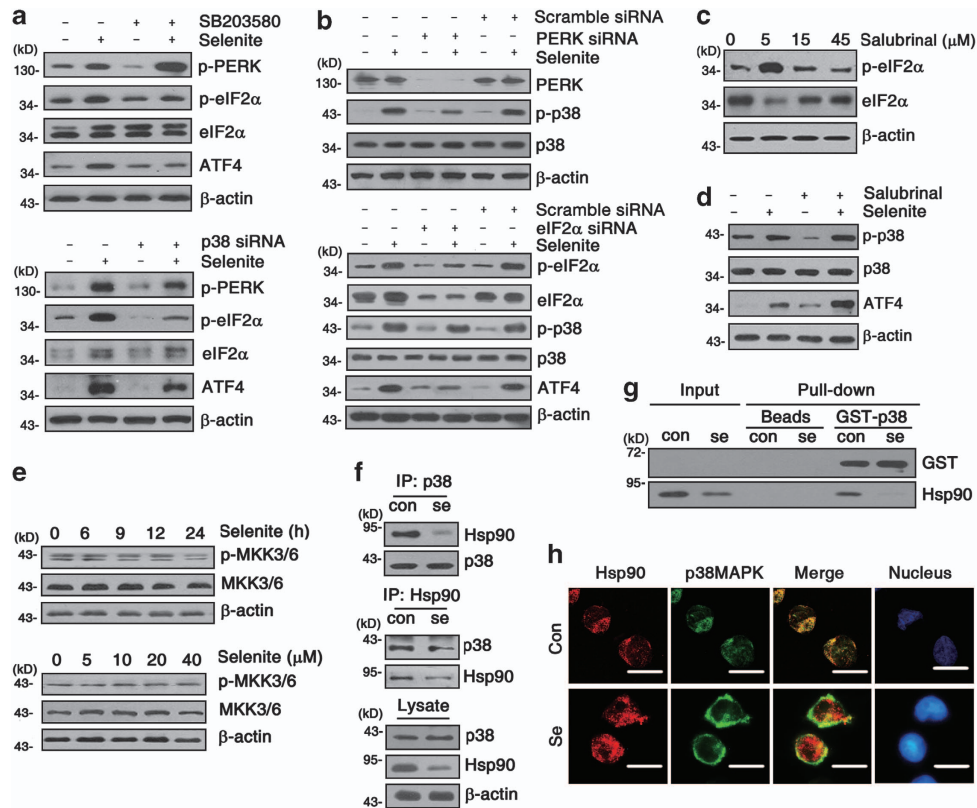 a
- - + + SB203580
(kD) - + - + Selenite
130- p-PERK
34- p-eIF2α
34- eIF2α
34- ATF4
43- β-actin
- - + + p38 siRNA
(kD) - + - + Selenite
130- p-PERK
34- p-eIF2α
34- eIF2α
34- ATF4
43- β-actin
b
- - - - + + Scramble siRNA
- - + + - - PERK siRNA
(kD) - + - + - + Selenite
130- PERK
43- p-p38
34- p38
43- β-actin
- - - - + + Scramble siRNA
- - + + - - eIF2α siRNA
(kD) - + - + - + Selenite
34- p-eIF2α
34- eIF2α
43- p-p38
34- p38
34- ATF4
43- β-actin
c
(kD) 0 5 15 45 Salubrinal (μM)
34- p-eIF2α
34- eIF2α
43- β-actin
d
- - + + Salubrinal
(kD) - + - + Selenite
43- p-p38
34- p38
34- ATF4
43- β-actin
e
(kD) 0 6 9 12 24 Selenite (h)
43- p-MKK3/6
43- MKK3/6
43- β-actin
(kD) 0 5 10 20 40 Selenite (μM)
43- p-MKK3/6
43- MKK3/6
43- β-actin
f
IP: p38
(kD) con se
95- Hsp90
43- p38
IP: Hsp90
(kD) con se
43- p38
95- Hsp90
Lysate
(kD)
43- p38
95- Hsp90
43- β-actin
g
Input Pull-down
Beads GST-p38
(kD) con se con se con se
72- GST
95- Hsp90
h
Hsp90 p38MAPK Merge Nucleus
Con
Se